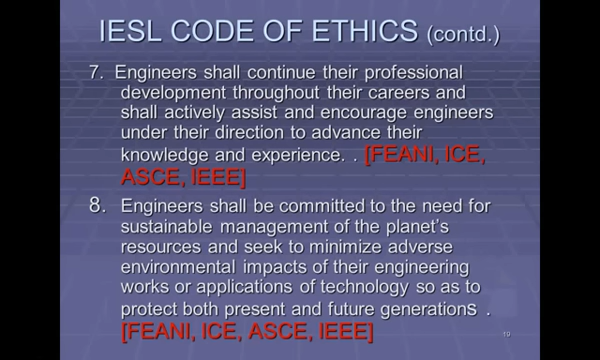 IESL CODE OF ETHICS (contd.)
7. Engineers shall continue their professional
development throughout their careers and
shall actively assist and encourage engineers
under their direction to advance their
knowledge and experience. . [FEANI, ICE,
ASCE, IEEE]
8. Engineers shall be committed to the need for
sustainable management of the planet's
resources and seek to minimize adverse
environmental impacts of their engineering
works or applications of technology so as to
protect both present and future generations .
[FEANI, ICE, ASCE, IEEE]
19